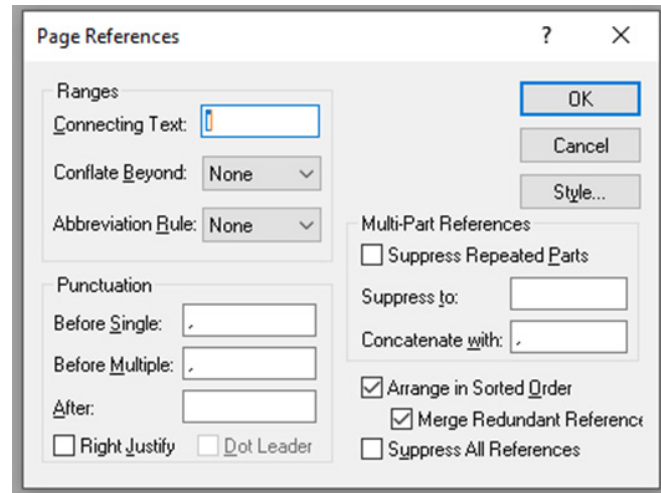 Page References
Ranges
Connecting Text:
Conflate Beyond: None
Abbreviation Rule: None
Punctuation
Before Single: ,
Before Multiple: ,
After:
Right Justify Dot Leader
OK
Cancel
Style...
Multi-Part References
Suppress Repeated Parts
Suppress to:
Concatenate with: ,
Arrange in Sorted Order
Merge Redundant Reference
Suppress All References